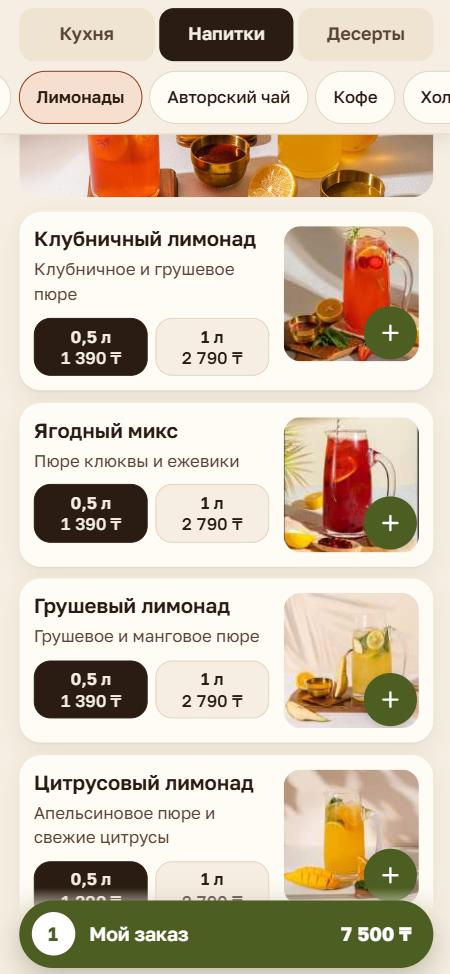 Кухня
Напитки
Десерты
Лимонады
Авторский чай
Кофе
Хол
Клубничный лимонад
Клубничное и грушевое
пюре
0,5 л
1 л
1 390 ₸
2 790 ₸
Ягодный микс
Пюре клюквы и ежевики
0,5 л
1 л
1 390 ₸
2 790 ₸
Грушевый лимонад
Грушевое и манговое пюре
0,5 л
1 л
1 390 ₸
2 790 ₸
Цитрусовый лимонад
Апельсиновое пюре и
свежие цитрусы
0,5 л
1 л
1 Мой заказ 7 500 ₸